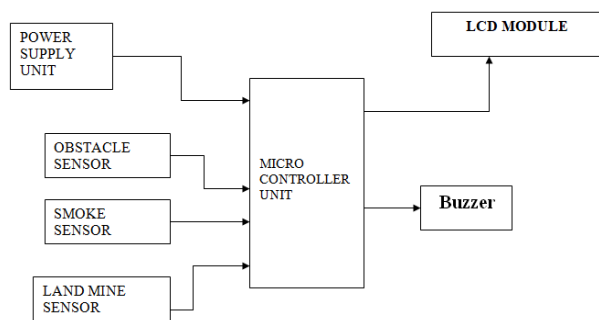 POWER
SUPPLY
UNIT
LCD MODULE
OBSTACLE
SENSOR
MICRO
CONTROLLER
UNIT
SMOKE
SENSOR
Buzzer
LAND MINE
SENSOR